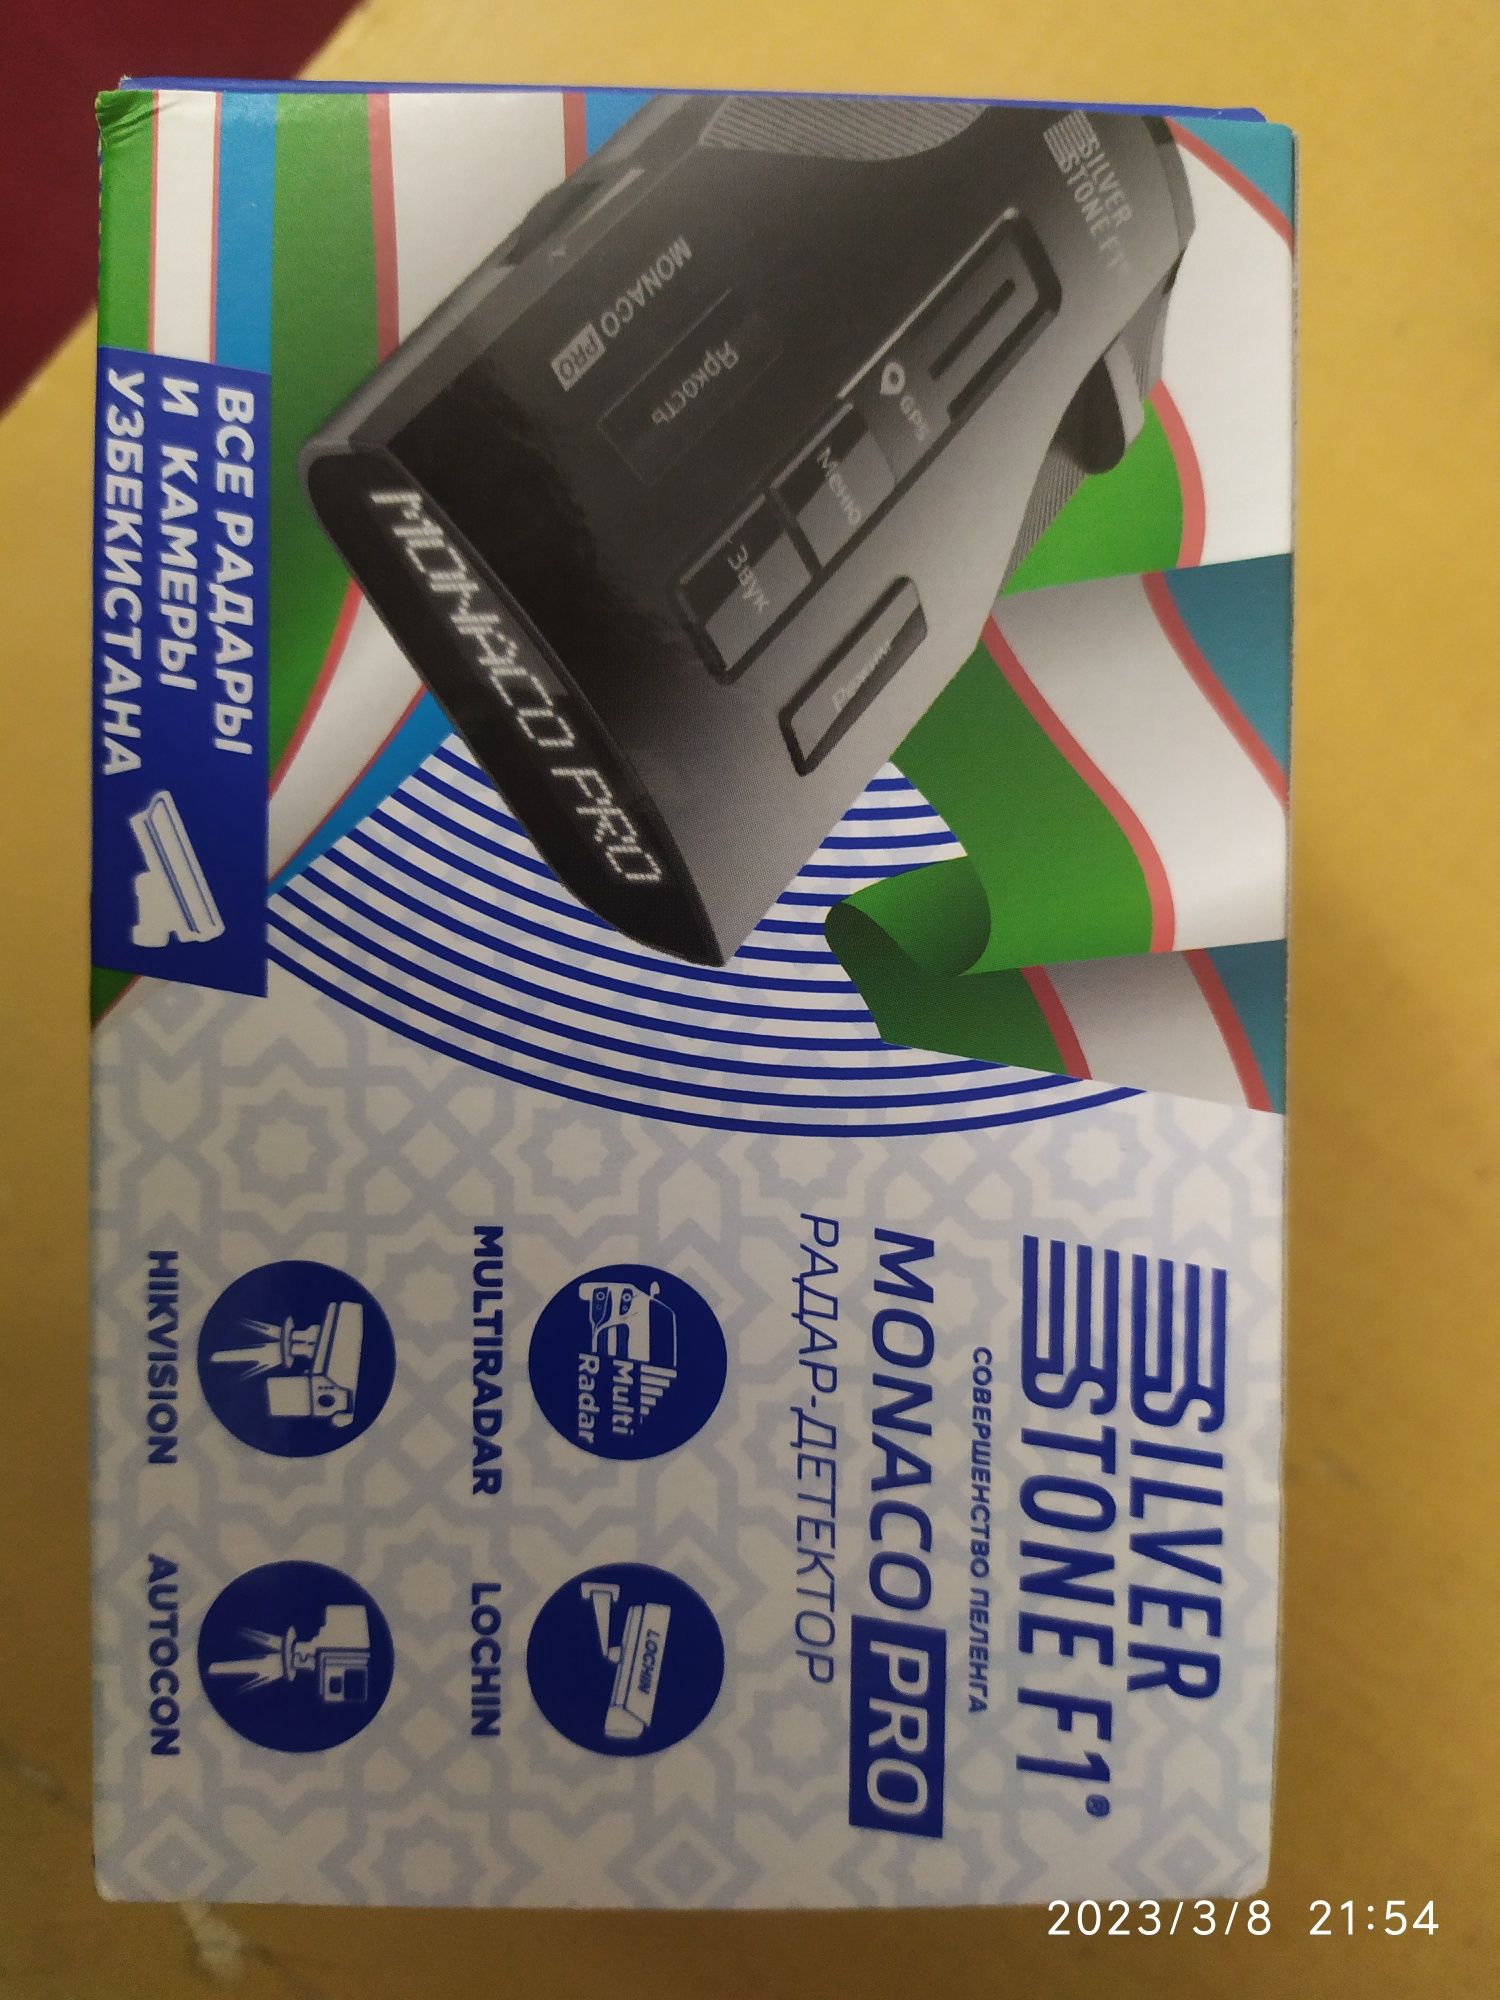 SILVER
STONE F1®
СОВЕРШЕНСТВО ПЕЛЕНГА
MONACO PRO
РАДАР-ДЕТЕКТОР
Multi
Radar
MULTIRADAR
LOCHIN
LOCHIN
HIKVISION
AUTOCON
SILVER
STONE F1
GPS
Меню
Звук
Яркость
MONACO PRO
MONACO PRO
ВСЕ РАДАРЫ
И КАМЕРЫ
УЗБЕКИСТАНА
2023/3/8 21:54